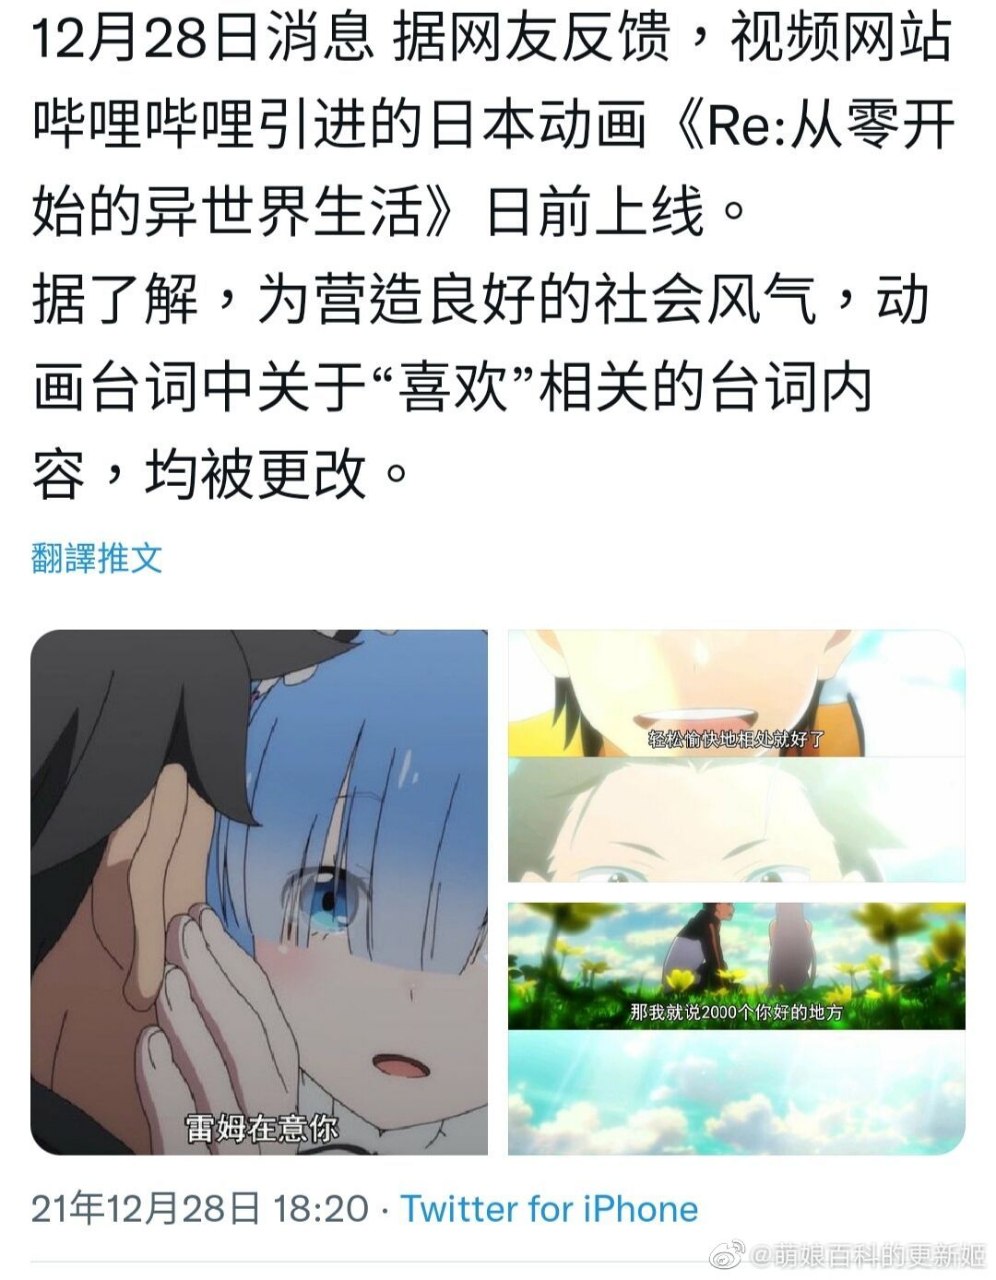 12月28日消息 据网友反馈，视频网站
哔哩哔哩引进的日本动画《Re:从零开
始的异世界生活》日前上线。
据了解，为营造良好的社会风气，动
画台词中关于“喜欢”相关的台词内
容，均被更改。
翻譯推文
轻松愉快地相处就好了
那我就说2000个你好的地方
雷姆在意你
21年12月28日 18:20 · Twitter for iPhone
@萌娘百科的更新姬